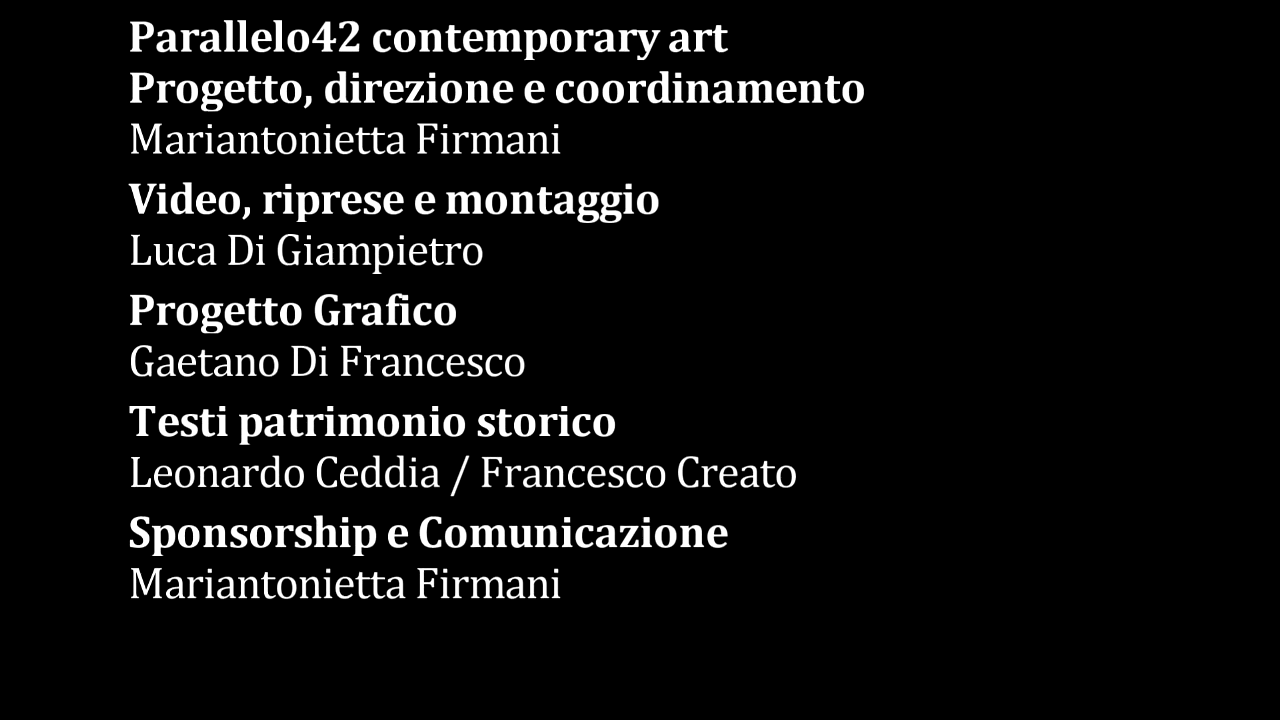 Parallelo42 contemporary art
Progetto, direzione e coordinamento
Mariantonietta Firmani
Video, riprese e montaggio
Luca Di Giampietro
Progetto Grafico
Gaetano Di Francesco
Testi patrimonio storico
Leonardo Ceddia / Francesco Creato
Sponsorship e Comunicazione
Mariantonietta Firmani